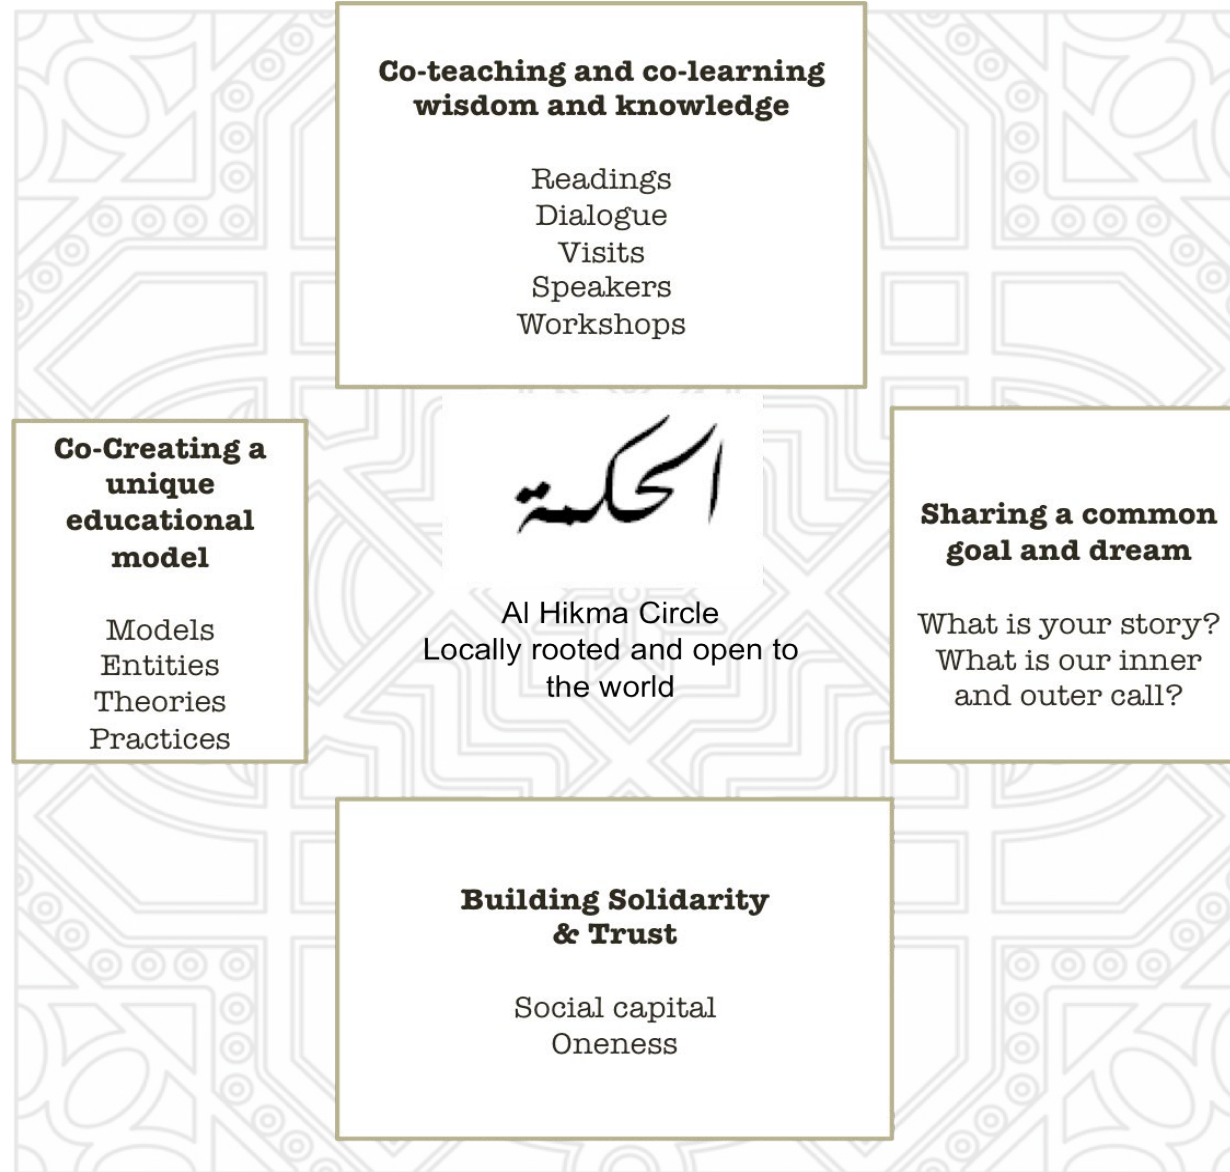 Co-teaching and co-learning
wisdom and knowledge
Readings
Dialogue
Visits
Speakers
Workshops
Co-Creating a
unique
educational
model
Models
Entities
Theories
Practices
الحكمة
Al Hikma Circle
Locally rooted and open to
the world
Sharing a common
goal and dream
What is your story?
What is our inner
and outer call?
Building Solidarity
& Trust
Social capital
Oneness